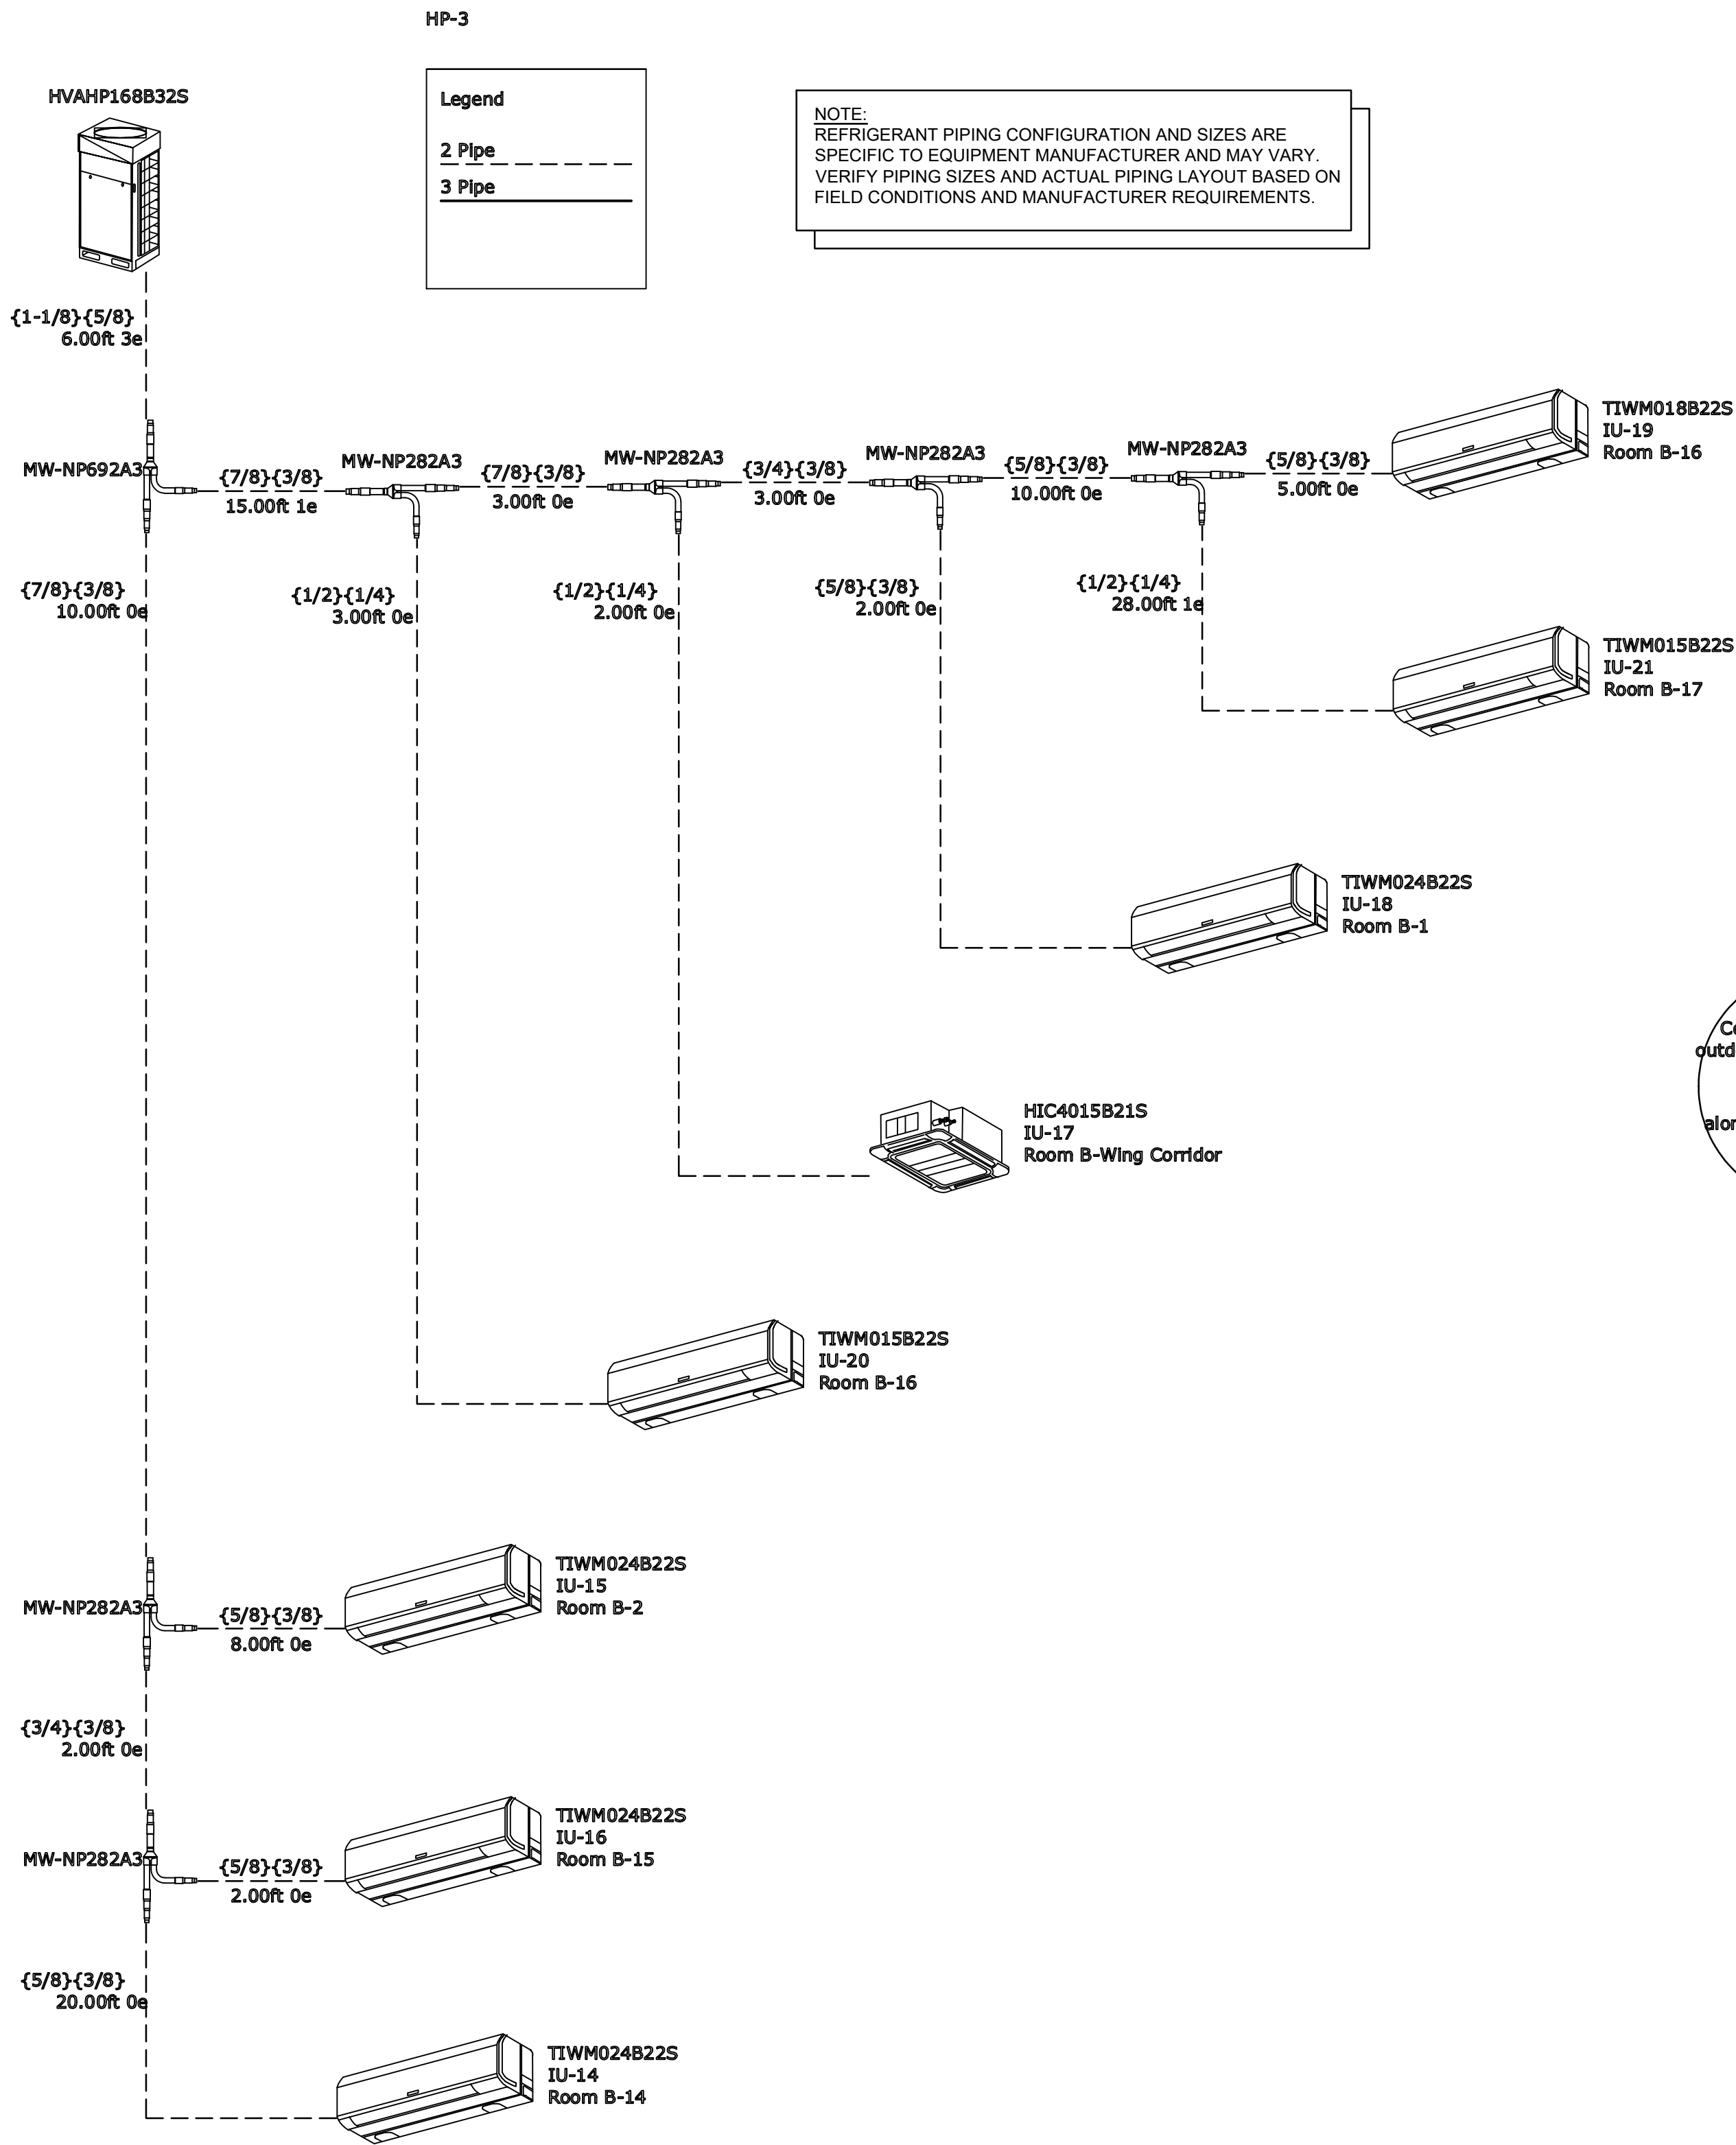 HP-3
HVAHP168B32S
Legend
2 Pipe
3 Pipe
NOTE:
REFRIGERANT PIPING CONFIGURATION AND SIZES ARE
SPECIFIC TO EQUIPMENT MANUFACTURER AND MAY VARY.
VERIFY PIPING SIZES AND ACTUAL PIPING LAYOUT BASED ON
FIELD CONDITIONS AND MANUFACTURER REQUIREMENTS.
{1-1/8}{5/8}
6.00ft 3e
MW-NP692A3
{7/8}{3/8}
15.00ft 1e
MW-NP282A3
{7/8}{3/8}
3.00ft 0e
MW-NP282A3
{3/4}{3/8}
3.00ft 0e
MW-NP282A3
{5/8}{3/8}
10.00ft 0e
MW-NP282A3
{5/8}{3/8}
5.00ft 0e
TIWM018B22S
IU-19
Room B-16
{7/8}{3/8}
10.00ft 0e
{1/2}{1/4}
3.00ft 0e
{1/2}{1/4}
2.00ft 0e
{5/8}{3/8}
2.00ft 0e
{1/2}{1/4}
28.00ft 1e
TIWM015B22S
IU-21
Room B-17
TIWM024B22S
IU-18
Room B-1
HIC4015B21S
IU-17
Room B-Wing Corridor
TIWM015B22S
IU-20
Room B-16
MW-NP282A3
{5/8}{3/8}
8.00ft 0e
TIWM024B22S
IU-15
Room B-2
{3/4}{3/8}
2.00ft 0e
MW-NP282A3
{5/8}{3/8}
2.00ft 0e
TIWM024B22S
IU-16
Room B-15
{5/8}{3/8}
20.00ft 0e
TIWM024B22S
IU-14
Room B-14